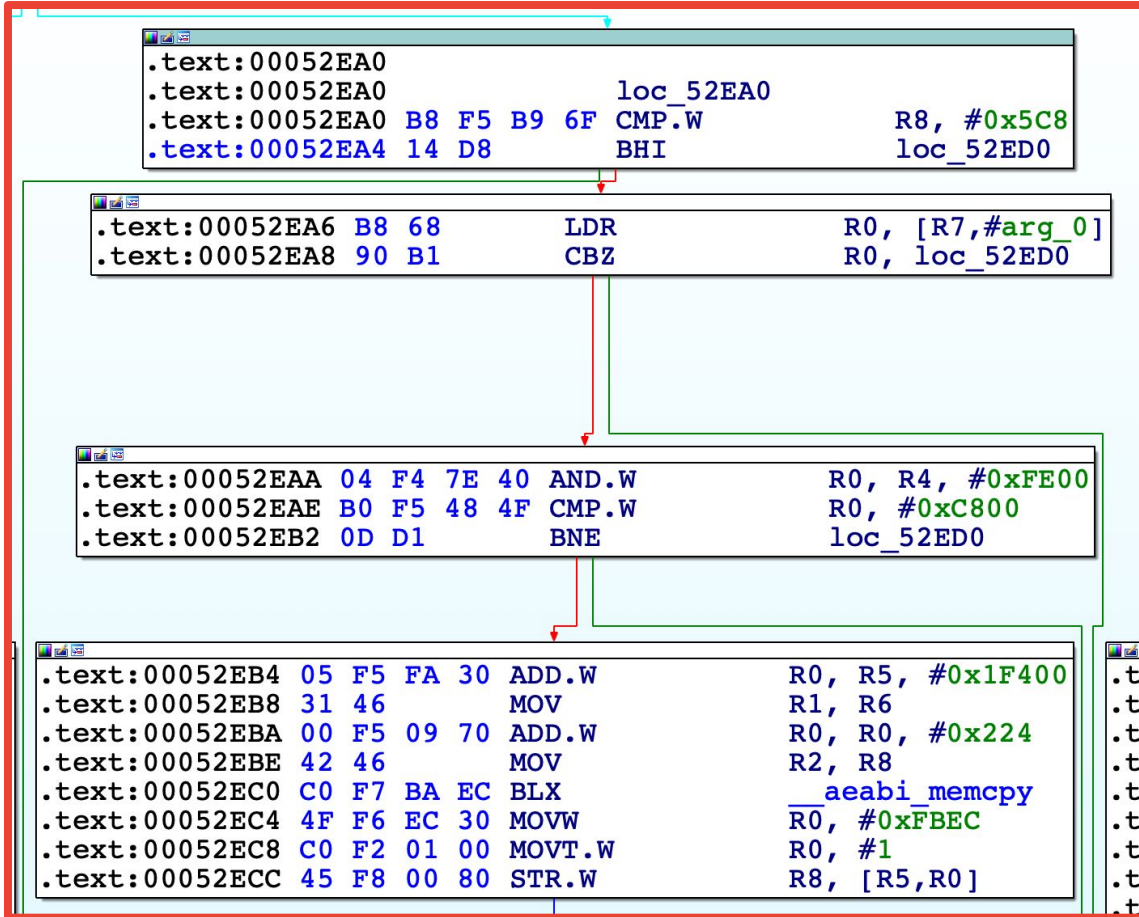 .text:00052EA0
.text:00052EA0 loc_52EA0
.text:00052EA0 B8 F5 B9 6F CMP.W R8, #0x5C8
.text:00052EA4 14 D8 BHI loc_52ED0
.text:00052EA6 B8 68 LDR R0, [R7,#arg_0]
.text:00052EA8 90 B1 CBZ R0, loc_52ED0
.text:00052EAA 04 F4 7E 40 AND.W R0, R4, #0xFE00
.text:00052EAE B0 F5 48 4F CMP.W R0, #0xC800
.text:00052EB2 0D D1 BNE loc_52ED0
.text:00052EB4 05 F5 FA 30 ADD.W R0, R5, #0x1F400
.text:00052EB8 31 46 MOV R1, R6
.text:00052EBA 00 F5 09 70 ADD.W R0, R0, #0x224
.text:00052EBE 42 46 MOV R2, R8
.text:00052EC0 C0 F7 BA EC BLX __aeabi_memcpy
.text:00052EC4 4F F6 EC 30 MOVW R0, #0xFBEC
.text:00052EC8 C0 F2 01 00 MOVT.W R0, #1
.text:00052ECC 45 F8 00 80 STR.W R8, [R5,R0]